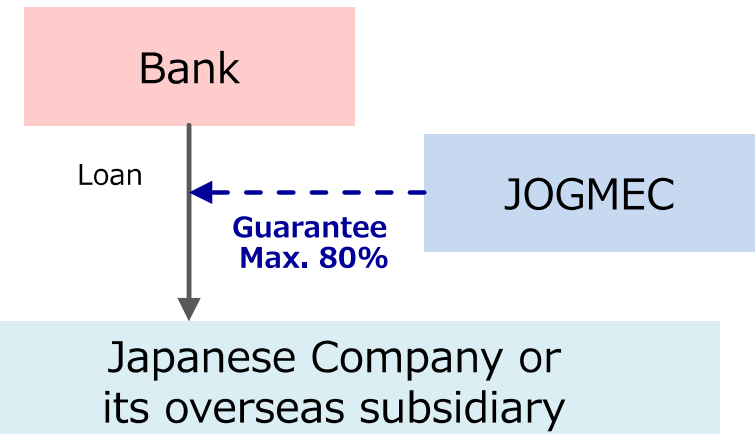 Bank
Loan
JOGMEC
Guarantee
Max. 80%
Japanese Company or
its overseas subsidiary